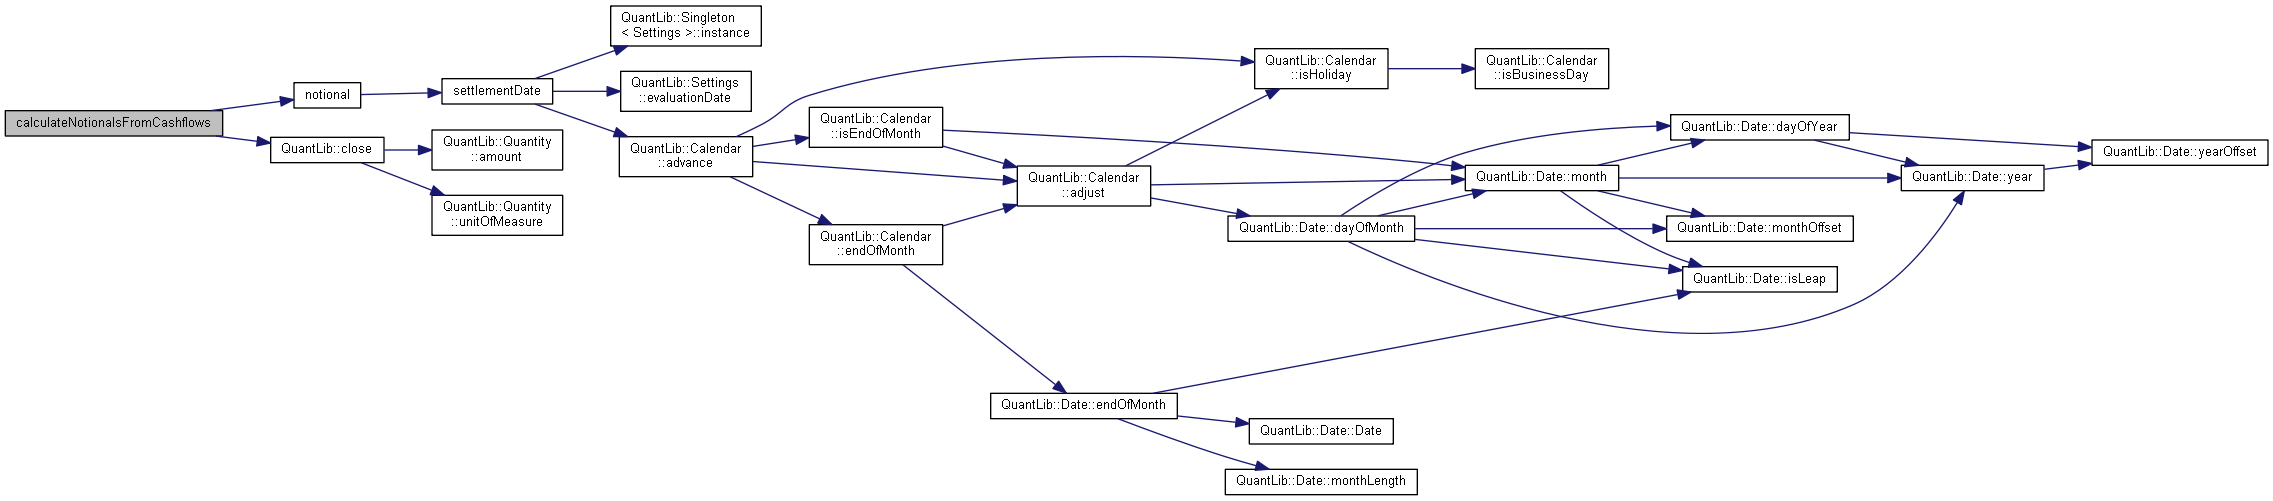 calculateNotionalsFromCashflows
notional
QuantLib::close
settlementDate
QuantLib::Quantity
::amount
QuantLib::Quantity
::unitOfMeasure
QuantLib::Singleton
< Settings >::instance
QuantLib::Settings
::evaluationDate
QuantLib::Calendar
::advance
QuantLib::Calendar
::isEndOfMonth
QuantLib::Calendar
::endOfMonth
QuantLib::Calendar
::adjust
QuantLib::Date::endOfMonth
QuantLib::Calendar
::isHoliday
QuantLib::Date::dayOfMonth
QuantLib::Date::Date
QuantLib::Date::monthLength
QuantLib::Calendar
::isBusinessDay
QuantLib::Date::month
QuantLib::Date::dayOfYear
QuantLib::Date::monthOffset
QuantLib::Date::isLeap
QuantLib::Date::year
QuantLib::Date::yearOffset